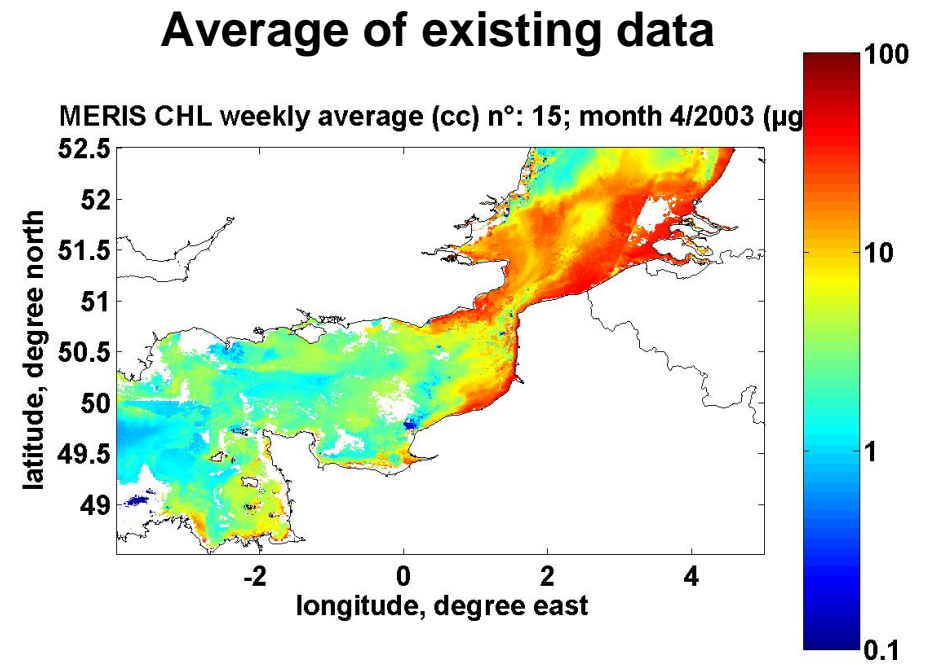 Average of existing data
MERIS CHL weekly average (cc) n°: 15; month 4/2003 (µg
100
10
1
0.1
52.5
52
51.5
51
50.5
50
49.5
49
latitude, degree north
-2 0 2 4
longitude, degree east